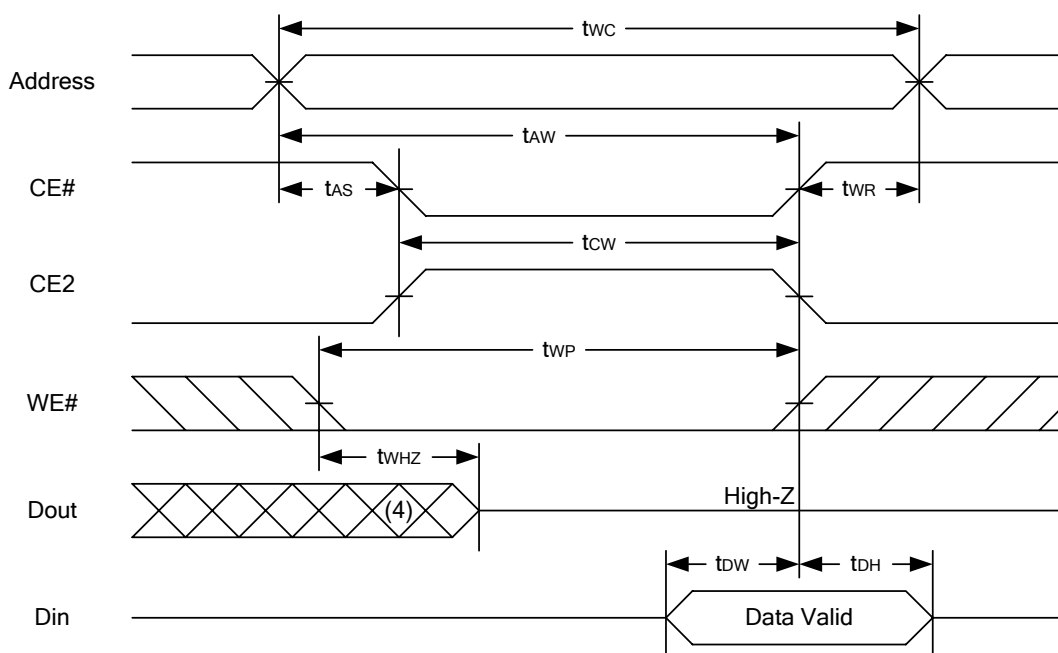 tWC
Address
tAW
CE#
tAS
tWR
tCW
CE2
tWP
WE#
tWHZ
Dout
(4)
High-Z
tDW
tDH
Din
Data Valid